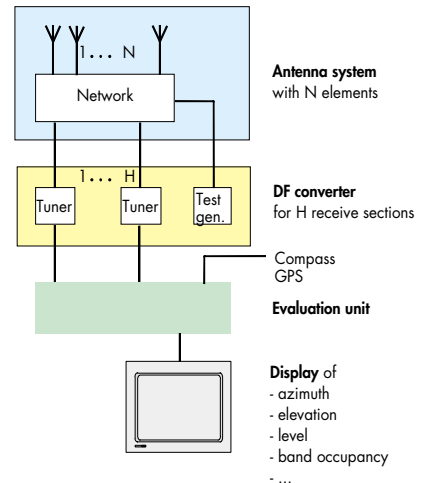 1... N
Network
Antenna system
with N elements
1... H
Tuner
Tuner
Test
gen.
DF converter
for H receive sections
Compass
GPS
Evaluation unit
Display of
- azimuth
- elevation
- level
- band occupancy
- ...